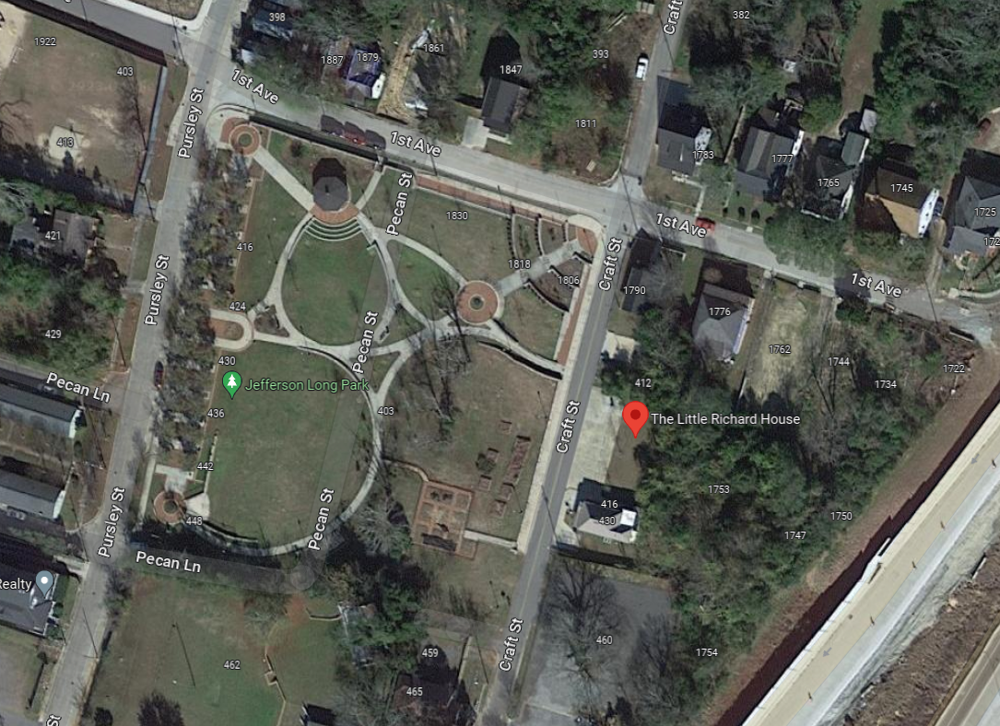 398
Craft
382
1922
1887
1879
1861
393
403
1847
1st Ave
1811
Pursley St
413
1st Ave
1783
1777
1765
1745
1725
172
Pecan St
1830
1st Ave
421
416
1818
1806
Craft St
1790
1st Ave
Pursley St
424
1776
429
Pecan St
1762
1744
1734
1722
430
Jefferson Long Park
412
Pecan Ln
436
403
The Little Richard House
Craft St
442
1753
416
430
448
1750
1747
Pursley St
Pecan St
Pecan Ln
Realty
Craft St
460
1754
459
462
465
St